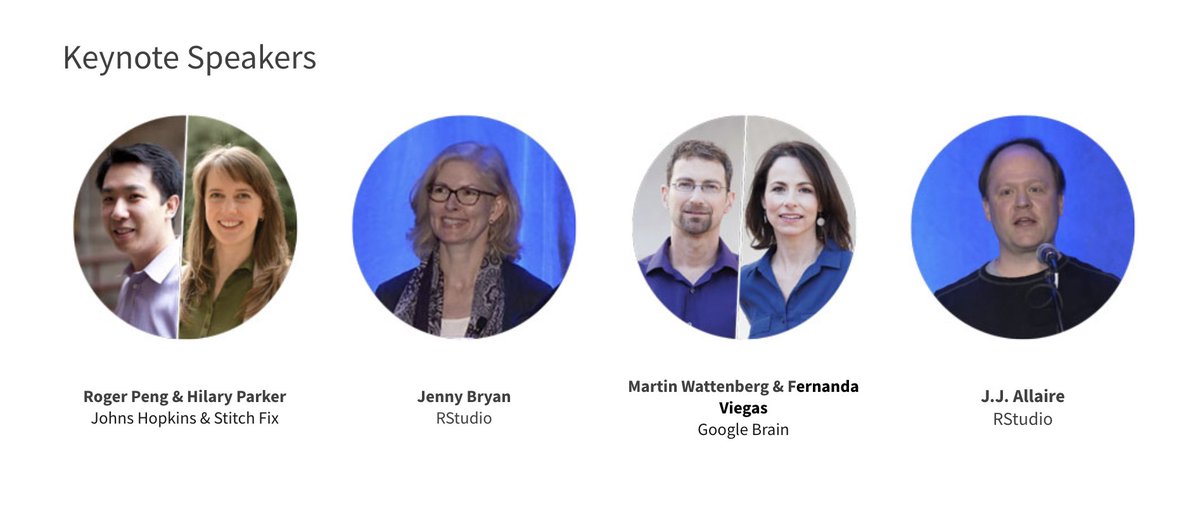 Keynote Speakers
Roger Peng & Hilary Parker
Johns Hopkins & Stitch Fix
Jenny Bryan
RStudio
Martin Wattenberg & Fernanda
Viegas
Google Brain
J.J. Allaire
RStudio